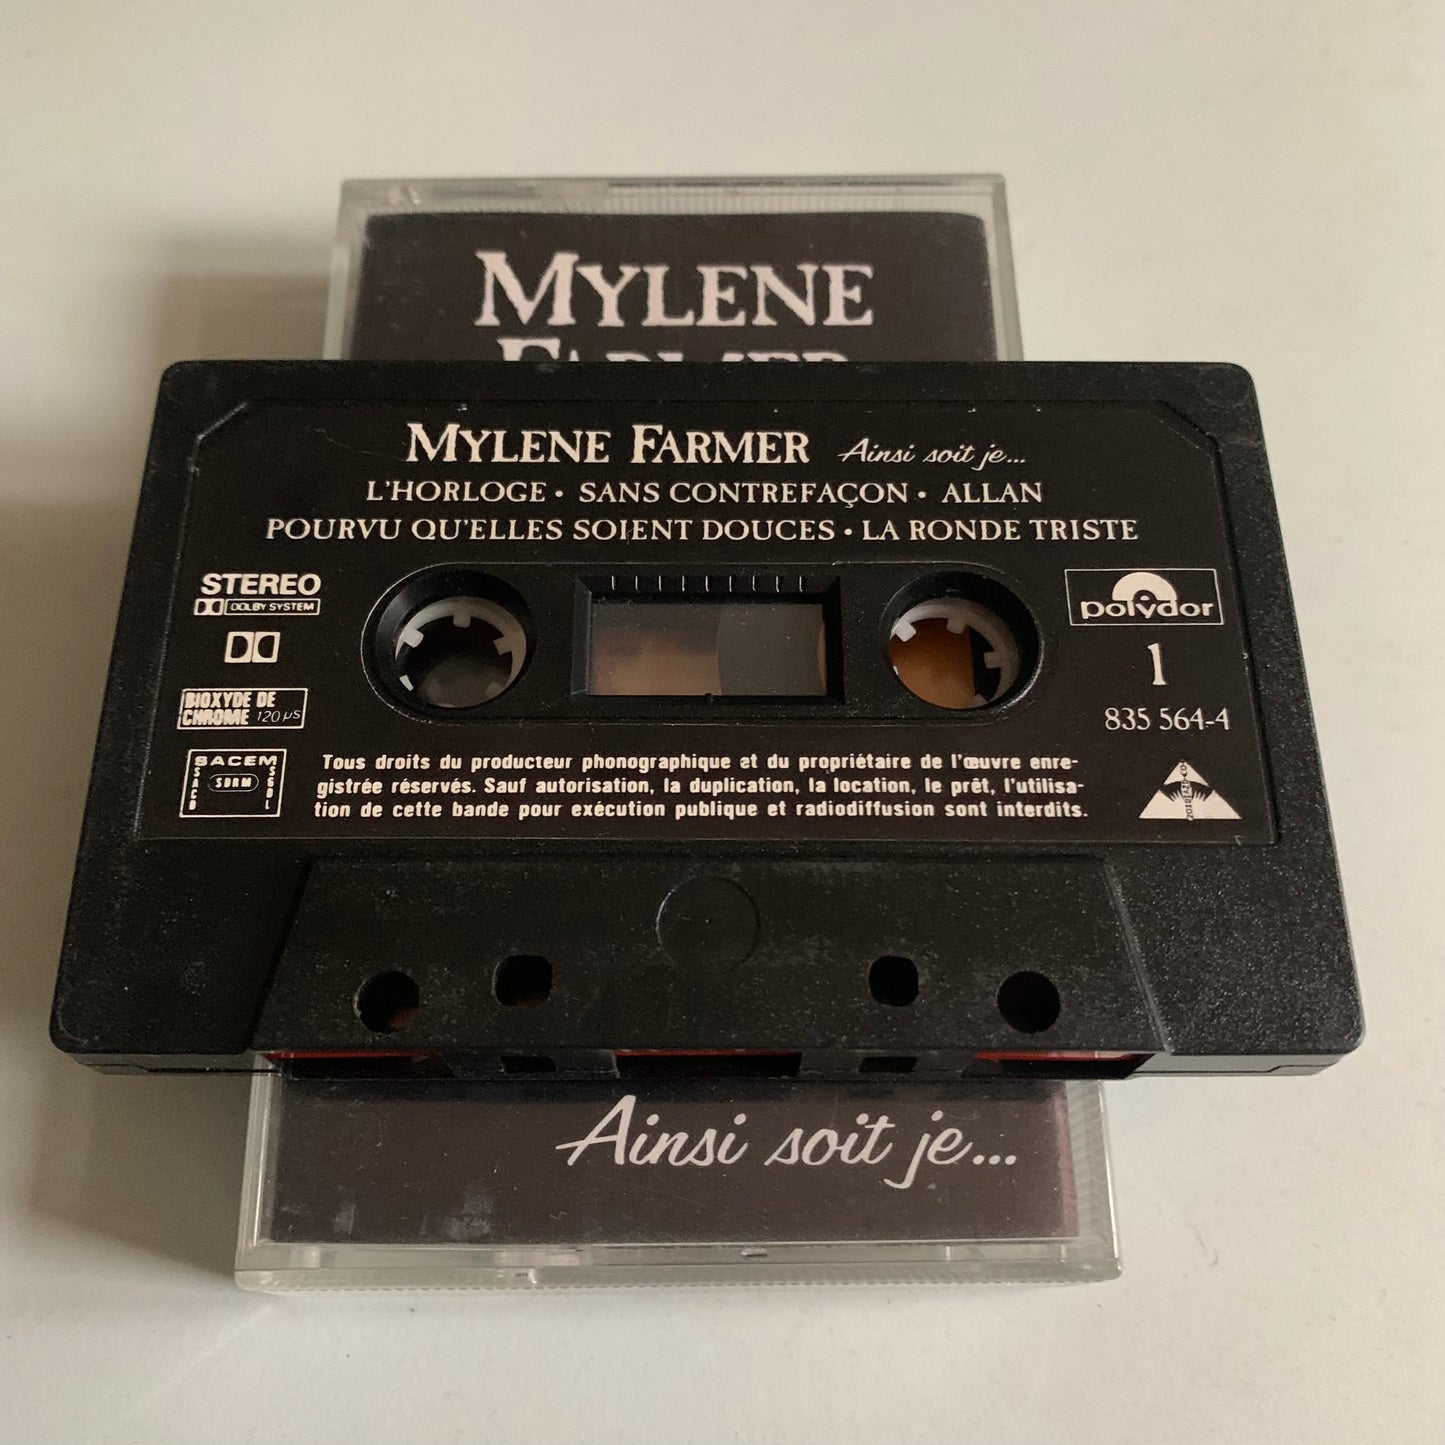 MYLENE
FARMER
MYLENE FARMER Ainsi soit je...
L'HORLOGE • SANS CONTREFAÇON • ALLAN
POURVU QU'ELLES SOIENT DOUCES • LA RONDE TRISTE
STEREO
DOLBY SYSTEM
BIOXYDE DE
CHROME 120 µs
polydor
1
835 564-4
SACEM
SACD
SDRM
SGDL
Tous droits du producteur phonographique et du propriétaire de l'œuvre enre-
gistrée réservés. Sauf autorisation, la duplication, la location, le prêt, l'utilisa-
tion de cette bande pour exécution publique et radiodiffusion sont interdits.
Ainsi soit je...